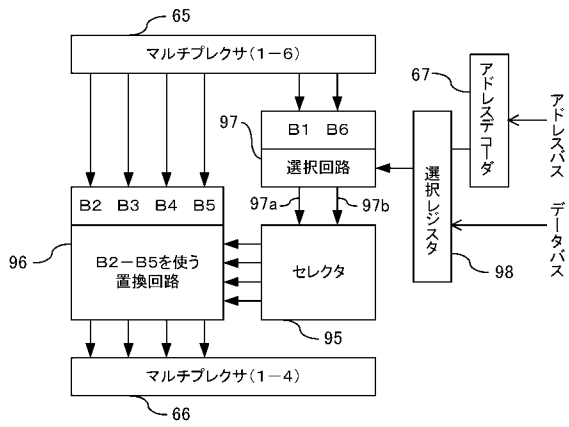 65
マルチプレクサ(1－6)
67
アドレスデコーダ
アドレスバス
97
B1 B6
選択回路
選択レジスタ
データバス
97a
97b
98
B2 B3 B4 B5
96
B2－B5を使う
置換回路
セレクタ
95
マルチプレクサ(1－4)
66